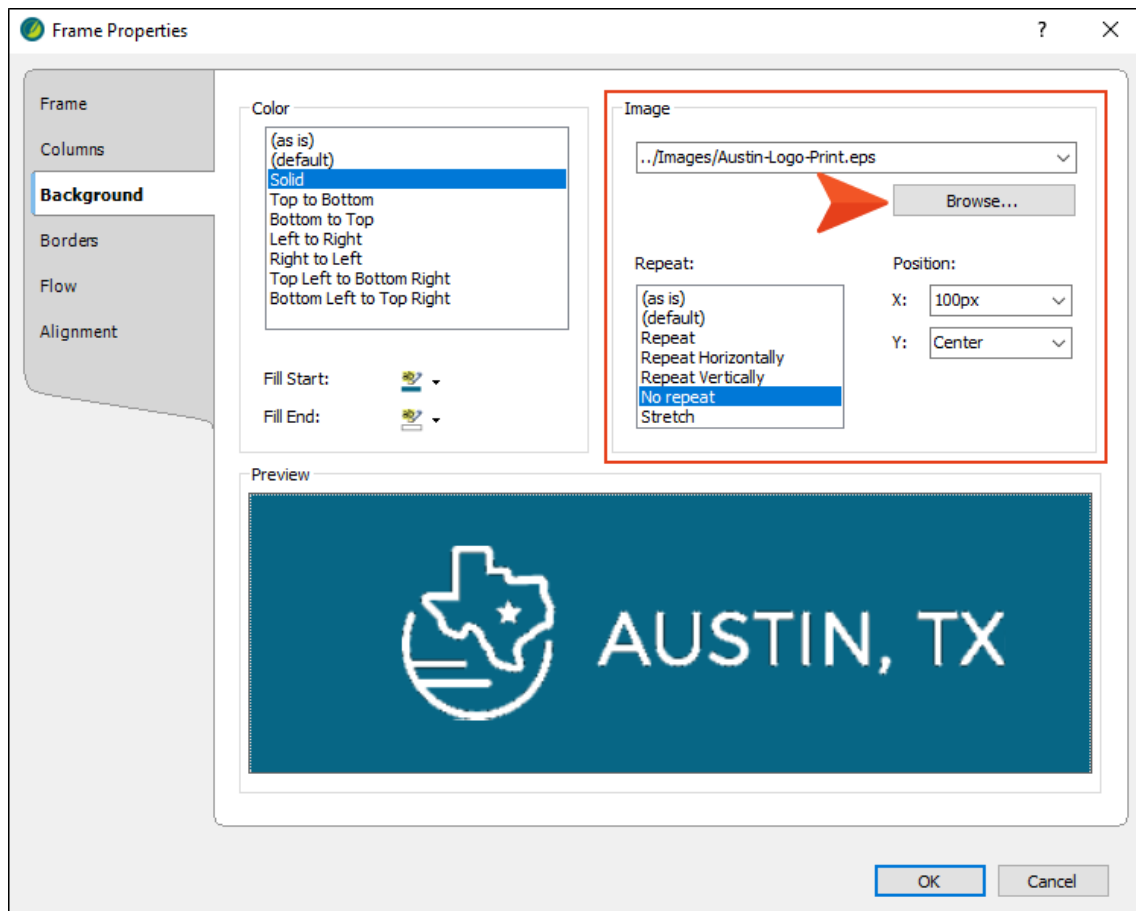 Frame Properties
?
Frame
Columns
Background
Borders
Flow
Alignment
Color
(as is)
(default)
Solid
Top to Bottom
Bottom to Top
Left to Right
Right to Left
Top Left to Bottom Right
Bottom Left to Top Right
Fill Start:
Fill End:
Image
../Images/Austin-Logo-Print.eps
Browse...
Repeat:
(as is)
(default)
Repeat
Repeat Horizontally
Repeat Vertically
No repeat
Stretch
Position:
X: 100px
Y: Center
Preview
AUSTIN, TX
OK Cancel